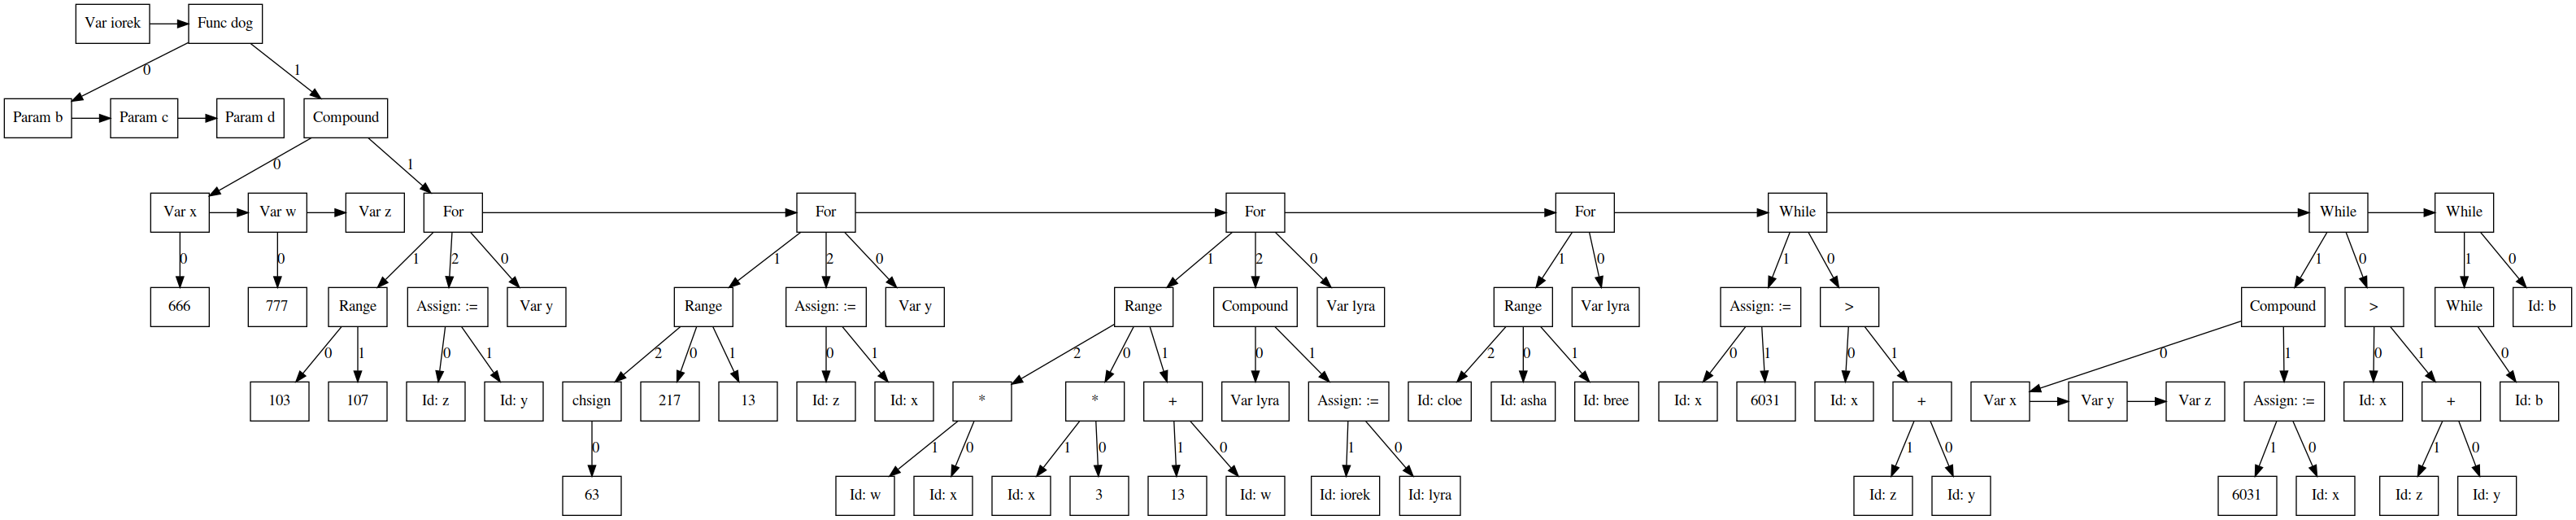 Var iorek Func dog
0 1
Param b Param c Param d Compound
0 1
Var x Var w Var z For For For For While While While
0 0 1 2 0 1 2 0 1 2 0 1 0 1 0 1 0 1 0
666 777 Range Assign: := Var y Range Assign: := Var y Range Compound Var lyra Range Var lyra Assign: := > Compound > While Id: b
0 1 0 1 2 0 1 0 1 2 0 1 0 1 2 0 1 0 1 0 1 0 1 0 1 0
103 107 Id: z Id: y chsign 217 13 Id: z Id: x * * + Var lyra Assign: := Id: cloe Id: asha Id: bree Id: x 6031 Id: x + Var x Var y Var z Assign: := Id: x + Id: b
0 1 0 1 0 1 0 1 0 1 0 1 0 1 0
63 Id: w Id: x Id: x 3 13 Id: w Id: iorek Id: lyra Id: z Id: y 6031 Id: x Id: z Id: y